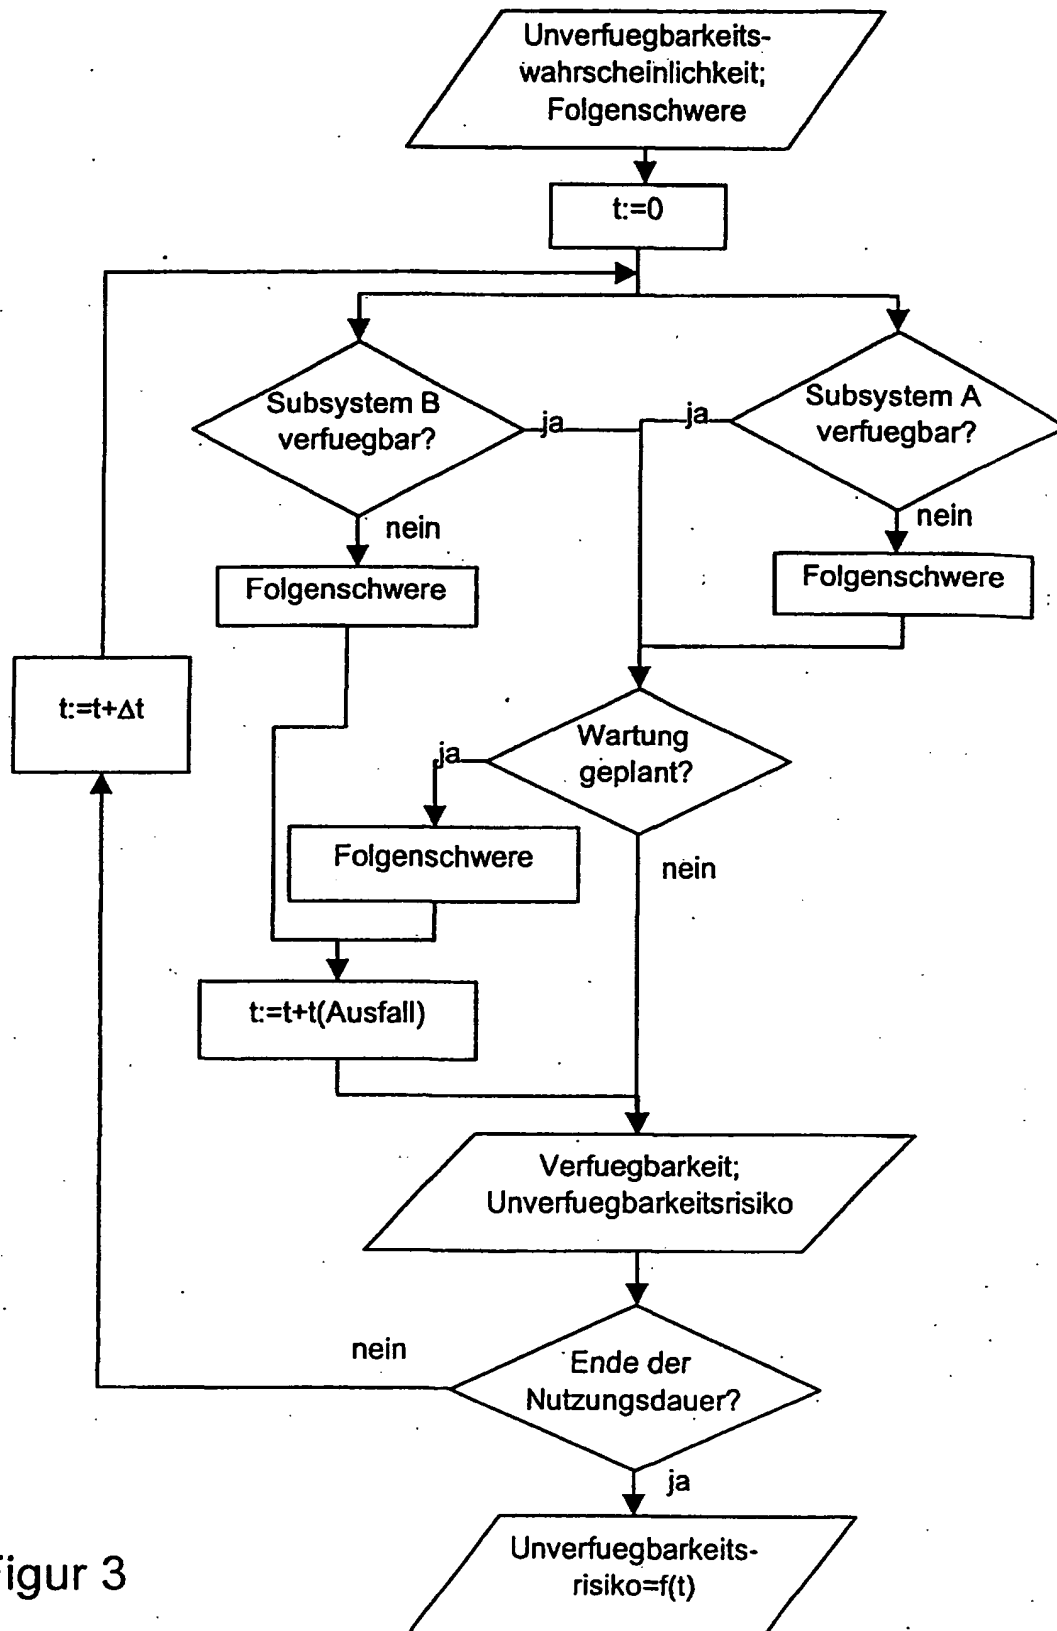 Unverfuegbarkeits-
wahrscheinlichkeit;
Folgenschwere
t:=0
Subsystem B
verfuegbar?
ja
ja
Subsystem A
verfuegbar?
nein
nein
Folgenschwere
Folgenschwere
t:=t+Δt
Wartung
geplant?
ja
Folgenschwere
nein
t:=t+t(Ausfall)
Verfuegbarkeit;
Unverfuegbarkeitsrisiko
nein
Ende der
Nutzungsdauer?
ja
Unverfuegbarkeits-
risiko=f(t)
Figur 3